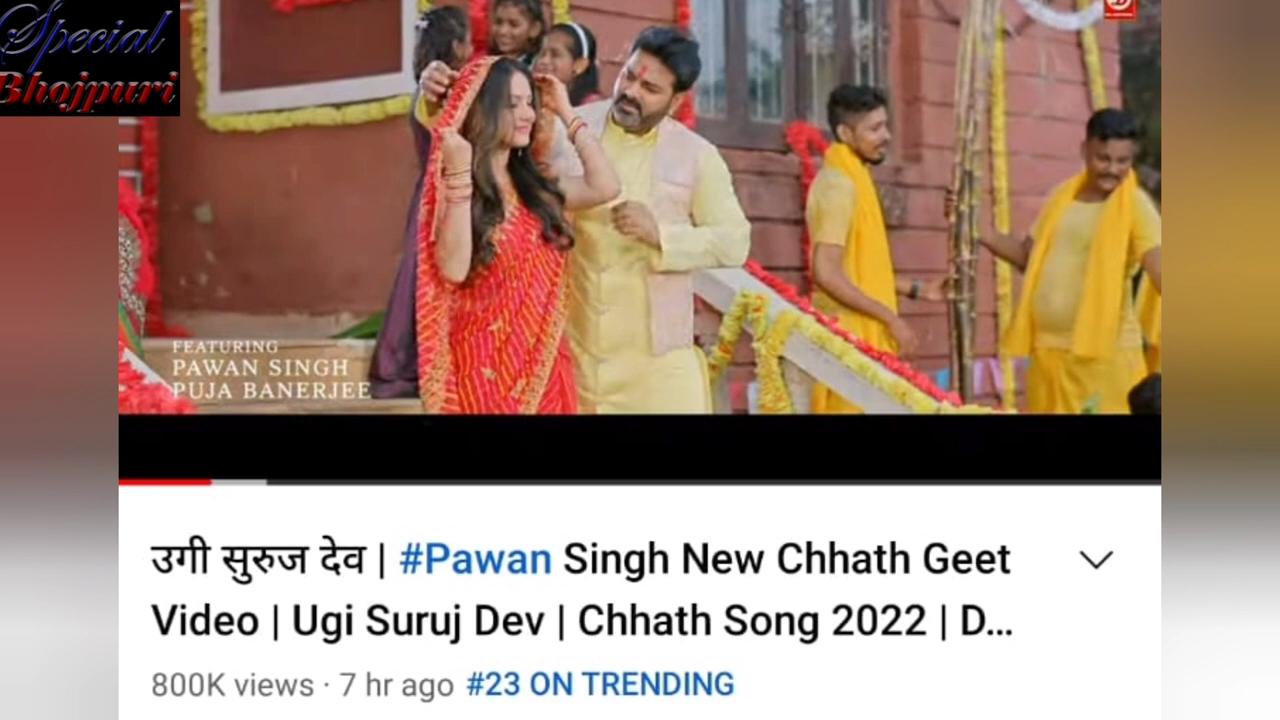 Special
Bhojpuri
FEATURING
PAWAN SINGH
PUJA BANERJEE
उगी सुरुज देव | #Pawan Singh New Chhath Geet
Video | Ugi Suruj Dev | Chhath Song 2022 | D...
800K views · 7 hr ago #23 ON TRENDING